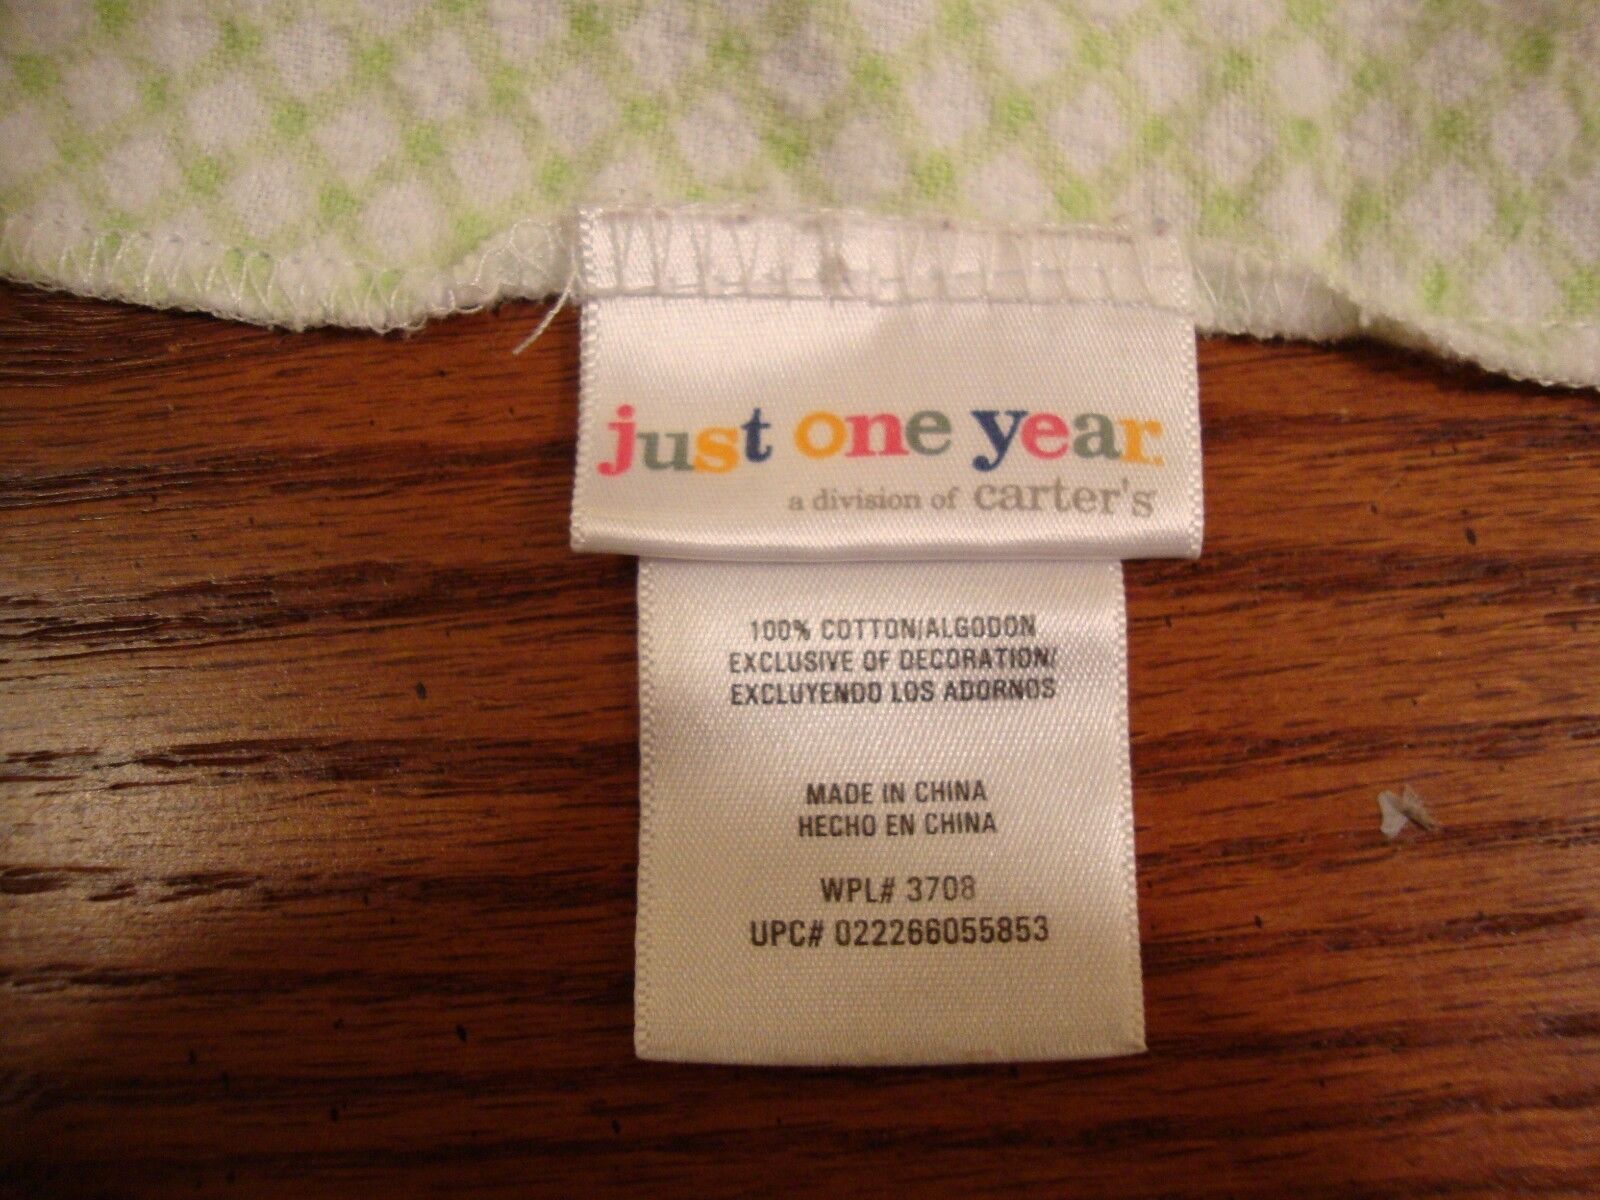 just one year
a division of carter's
100% COTTON/ALGODON
EXCLUSIVE OF DECORATION/
EXCLUYENDO LOS ADORNOS
MADE IN CHINA
HECHO EN CHINA
WPL# 3708
UPC# 022266055853